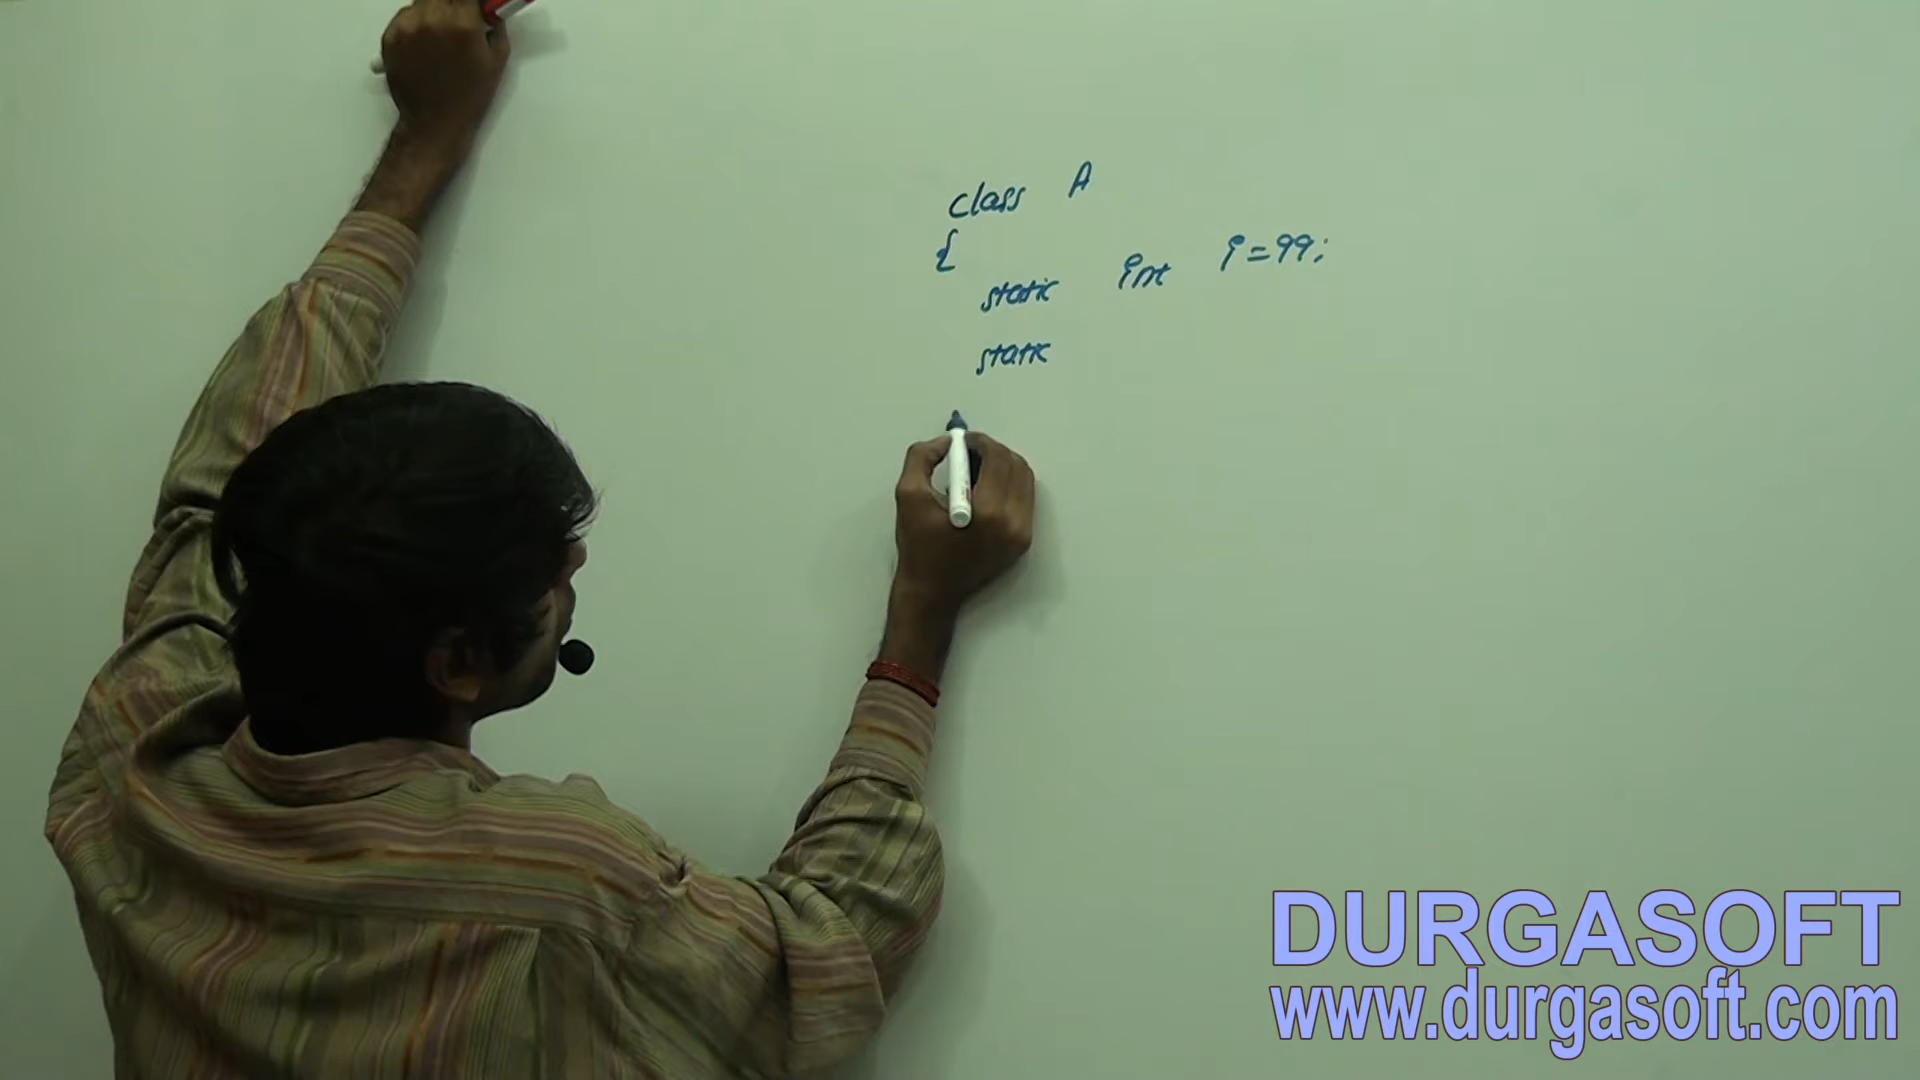 class A
{
static int i=99;
static
DURGASOFT
www.durgasoft.com